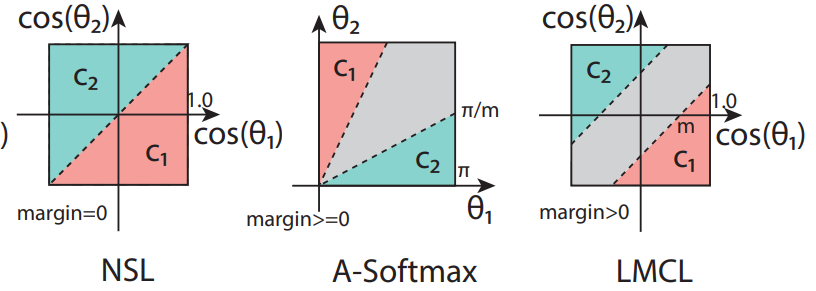 )
cos(θ₂)
C₂
1.0
cos(θ₁)
C₁
margin=0
NSL
θ₂
C₁
π/m
C₂
π
θ₁
margin>=0
A-Softmax
cos(θ₂)
C₂
1.0
m
cos(θ₁)
C₁
margin>0
LMCL